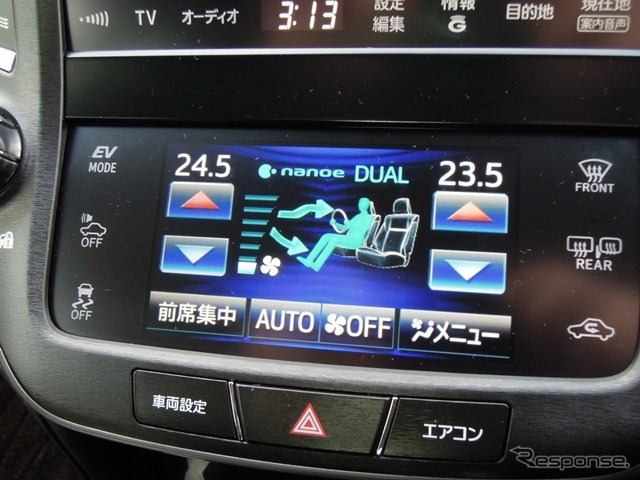 TV オーディオ 3:13 設定・編集 情報G 目的地 現在地
案内音声
EV MODE
24.5 nanoe DUAL 23.5
FRONT
OFF
REAR
OFF
前席集中 AUTO OFF メニュー
車両設定 エアコン
Response.